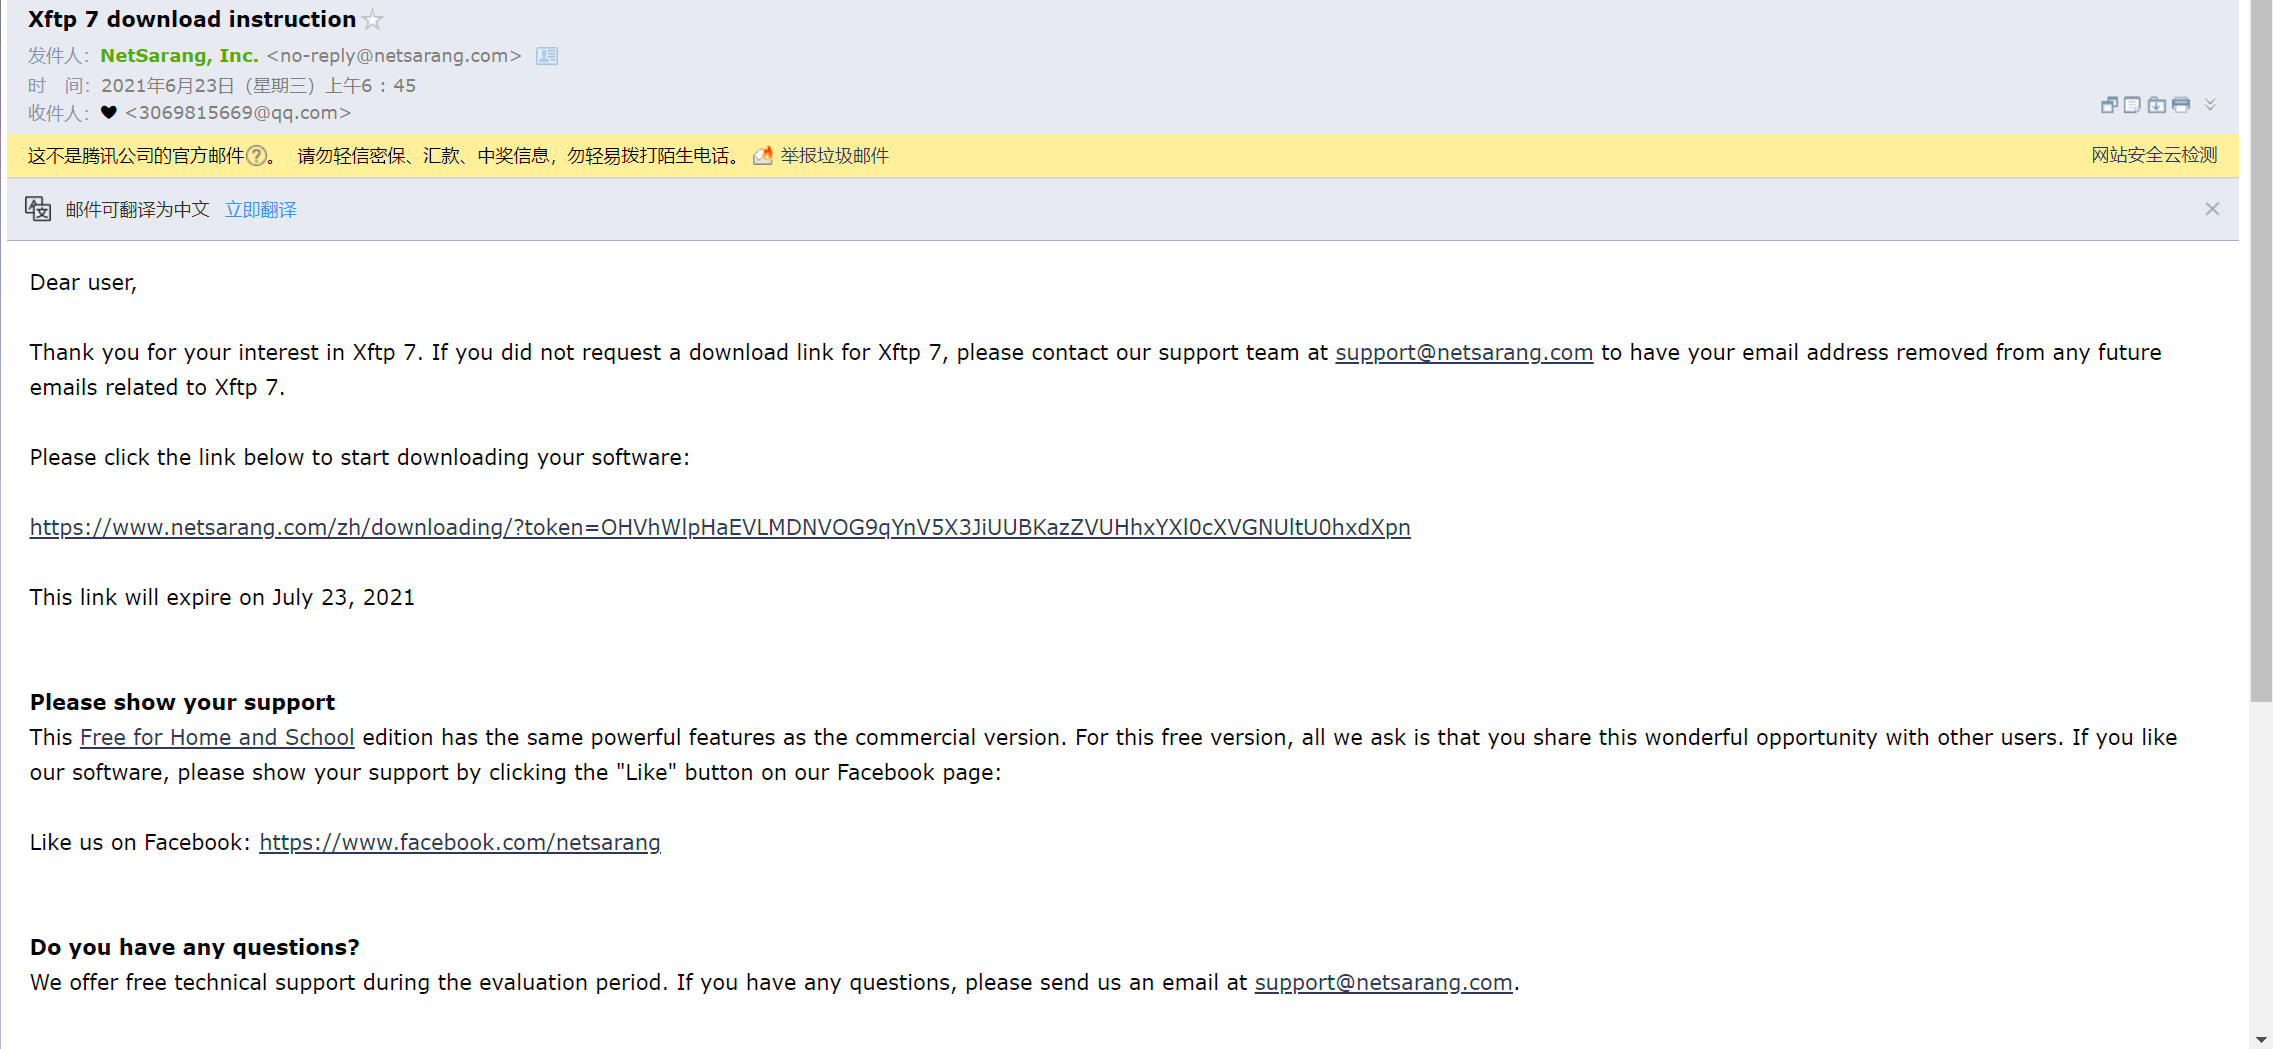 Xftp 7 download instruction
发件人： NetSarang, Inc. <no-reply@netsarang.com>
时 间： 2021年6月23日（星期三）上午6：45
收件人： ♥ <3069815669@qq.com>
这不是腾讯公司的官方邮件?。 请勿轻信密保、汇款、中奖信息，勿轻易拨打陌生电话。 举报垃圾邮件 网站安全云检测
邮件可翻译为中文 立即翻译
Dear user,
Thank you for your interest in Xftp 7. If you did not request a download link for Xftp 7, please contact our support team at support@netsarang.com to have your email address removed from any future
emails related to Xftp 7.
Please click the link below to start downloading your software:
https://www.netsarang.com/zh/downloading/?token=OHVhWlpHaEVLMDNVOG9qYnV5X3JiUUBKazZVUHhxYXl0cXVGNUltU0hxdXpn
This link will expire on July 23, 2021
Please show your support
This Free for Home and School edition has the same powerful features as the commercial version. For this free version, all we ask is that you share this wonderful opportunity with other users. If you like
our software, please show your support by clicking the "Like" button on our Facebook page:
Like us on Facebook: https://www.facebook.com/netsarang
Do you have any questions?
We offer free technical support during the evaluation period. If you have any questions, please send us an email at support@netsarang.com.